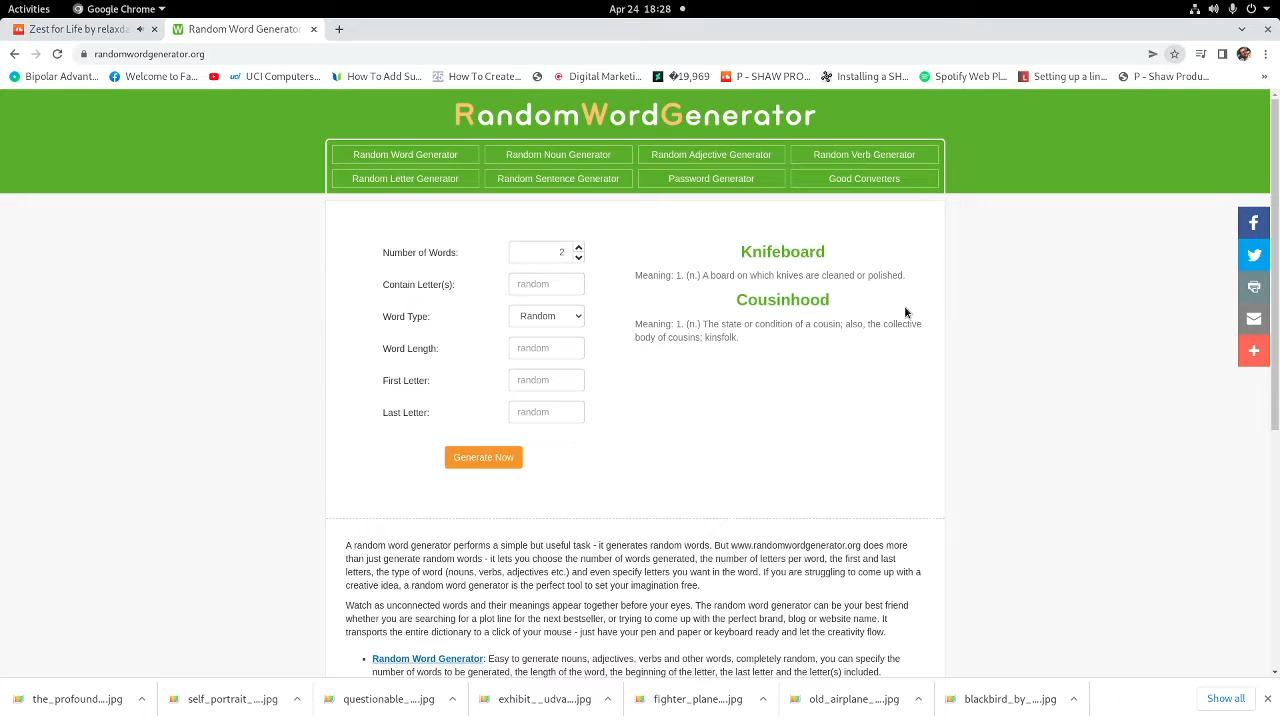 Activities Google Chrome Apr 24 18:28
Zest for Life by relaxda Random Word Generator
randomwordgenerator.org
Bipolar Advant... Welcome to Fa... uci UCI Computers... How To Add Su... 25 How To Create... Digital Marketi... �19,969 P - SHAW PRO... Installing a SH... Spotify Web Pl... L Setting up a lin... P - Shaw Produ... »
RandomWordGenerator
Random Word Generator Random Noun Generator Random Adjective Generator Random Verb Generator
Random Letter Generator Random Sentence Generator Password Generator Good Converters
Number of Words: 2
Contain Letter(s): random
Word Type: Random
Word Length: random
First Letter: random
Last Letter: random
Generate Now
Knifeboard
Meaning: 1. (n.) A board on which knives are cleaned or polished.
Cousinhood
Meaning: 1. (n.) The state or condition of a cousin; also, the collective
body of cousins; kinsfolk.
A random word generator performs a simple but useful task - it generates random words. But www.randomwordgenerator.org does more
than just generate random words - it lets you choose the number of words generated, the number of letters per word, the first and last
letters, the type of word (nouns, verbs, adjectives etc.) and even specify letters you want in the word. If you are struggling to come up with a
creative idea, a random word generator is the perfect tool to set your imagination free.
Watch as unconnected words and their meanings appear together before your eyes. The random word generator can be your best friend
whether you are searching for a plot line for the next bestseller, or trying to come up with the perfect brand, blog or website name. It
transports the entire dictionary to a click of your mouse - just have your pen and paper or keyboard ready and let the creativity flow.
• Random Word Generator: Easy to generate nouns, adjectives, verbs and other words, completely random, you can specify the
number of words to be generated, the length of the word, the beginning of the letter, the last letter and the letter(s) included.
the_profound....jpg self_portrait_....jpg questionable_....jpg exhibit__udva....jpg fighter_plane....jpg old_airplane_....jpg blackbird_by_....jpg Show all